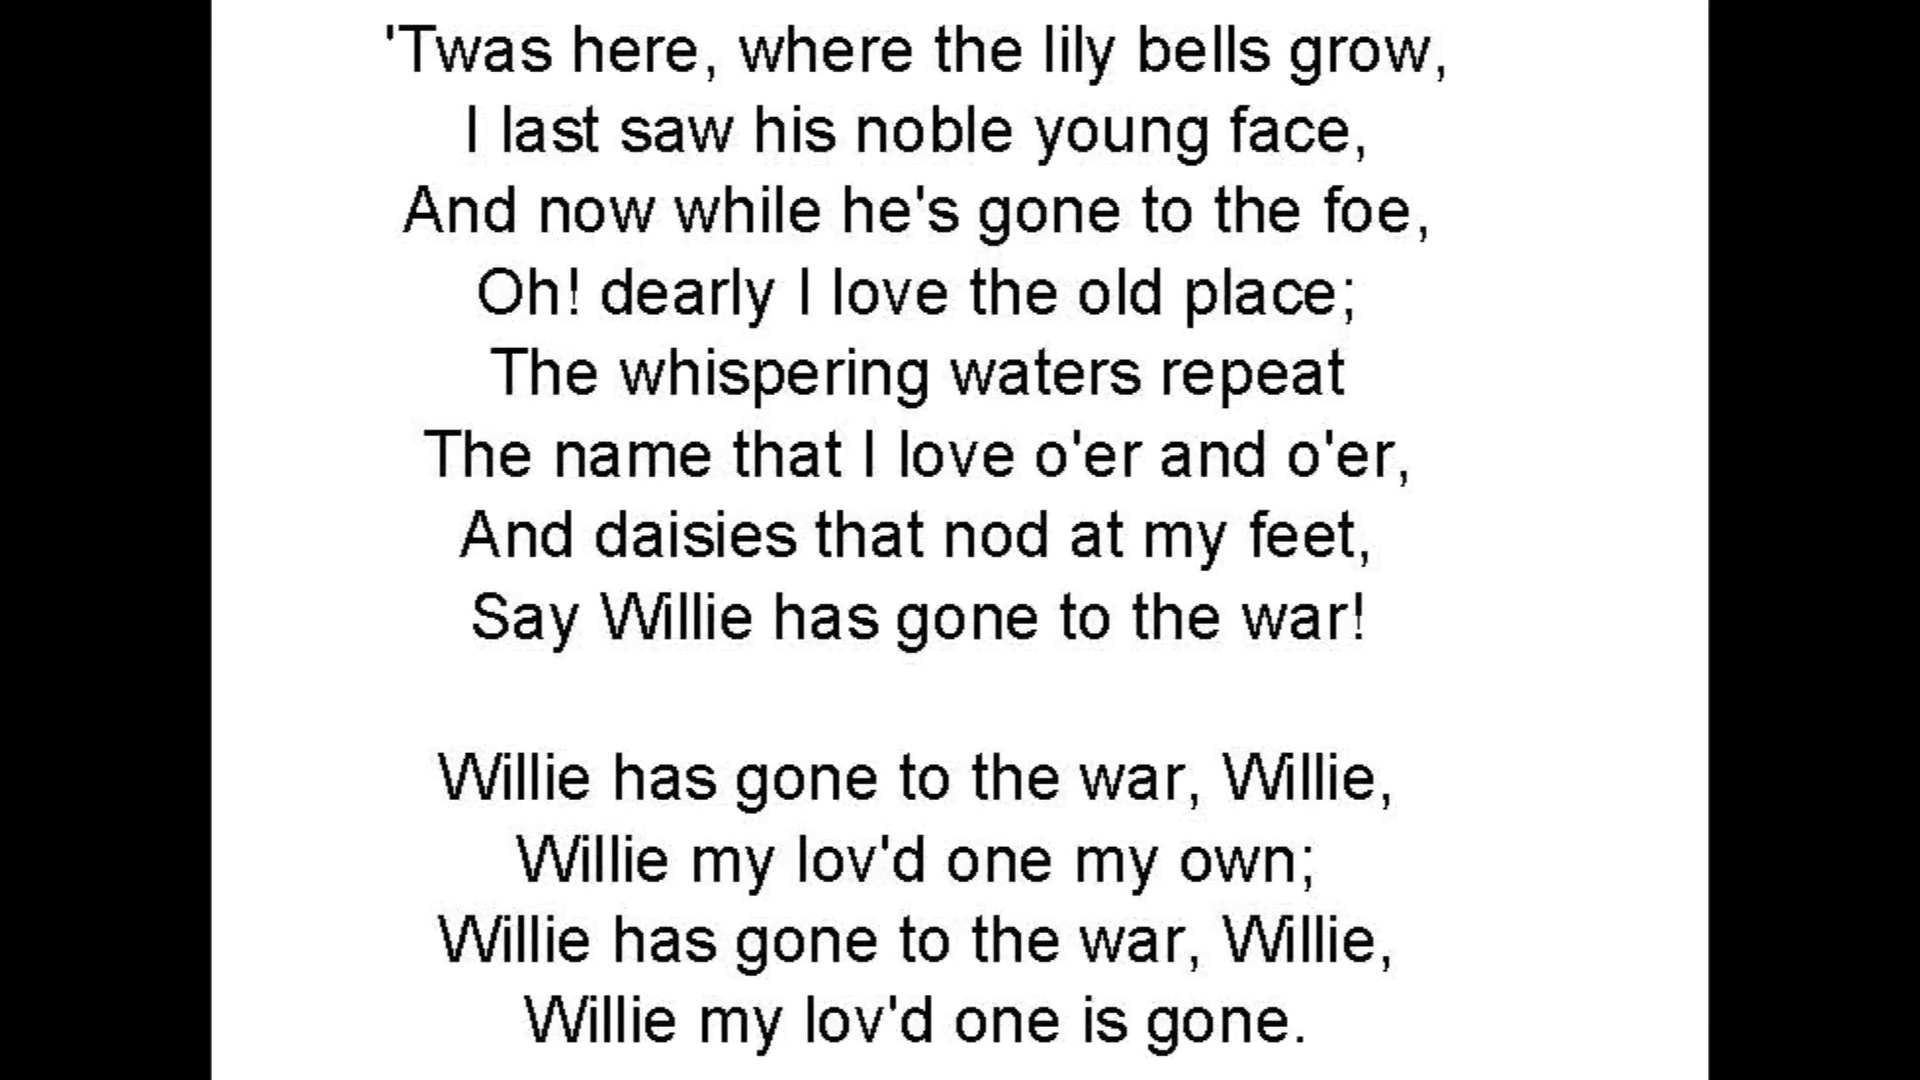 'Twas here, where the lily bells grow,
I last saw his noble young face,
And now while he's gone to the foe,
Oh! dearly I love the old place;
The whispering waters repeat
The name that I love o'er and o'er,
And daisies that nod at my feet,
Say Willie has gone to the war!

Willie has gone to the war, Willie,
Willie my lov'd one my own;
Willie has gone to the war, Willie,
Willie my lov'd one is gone.